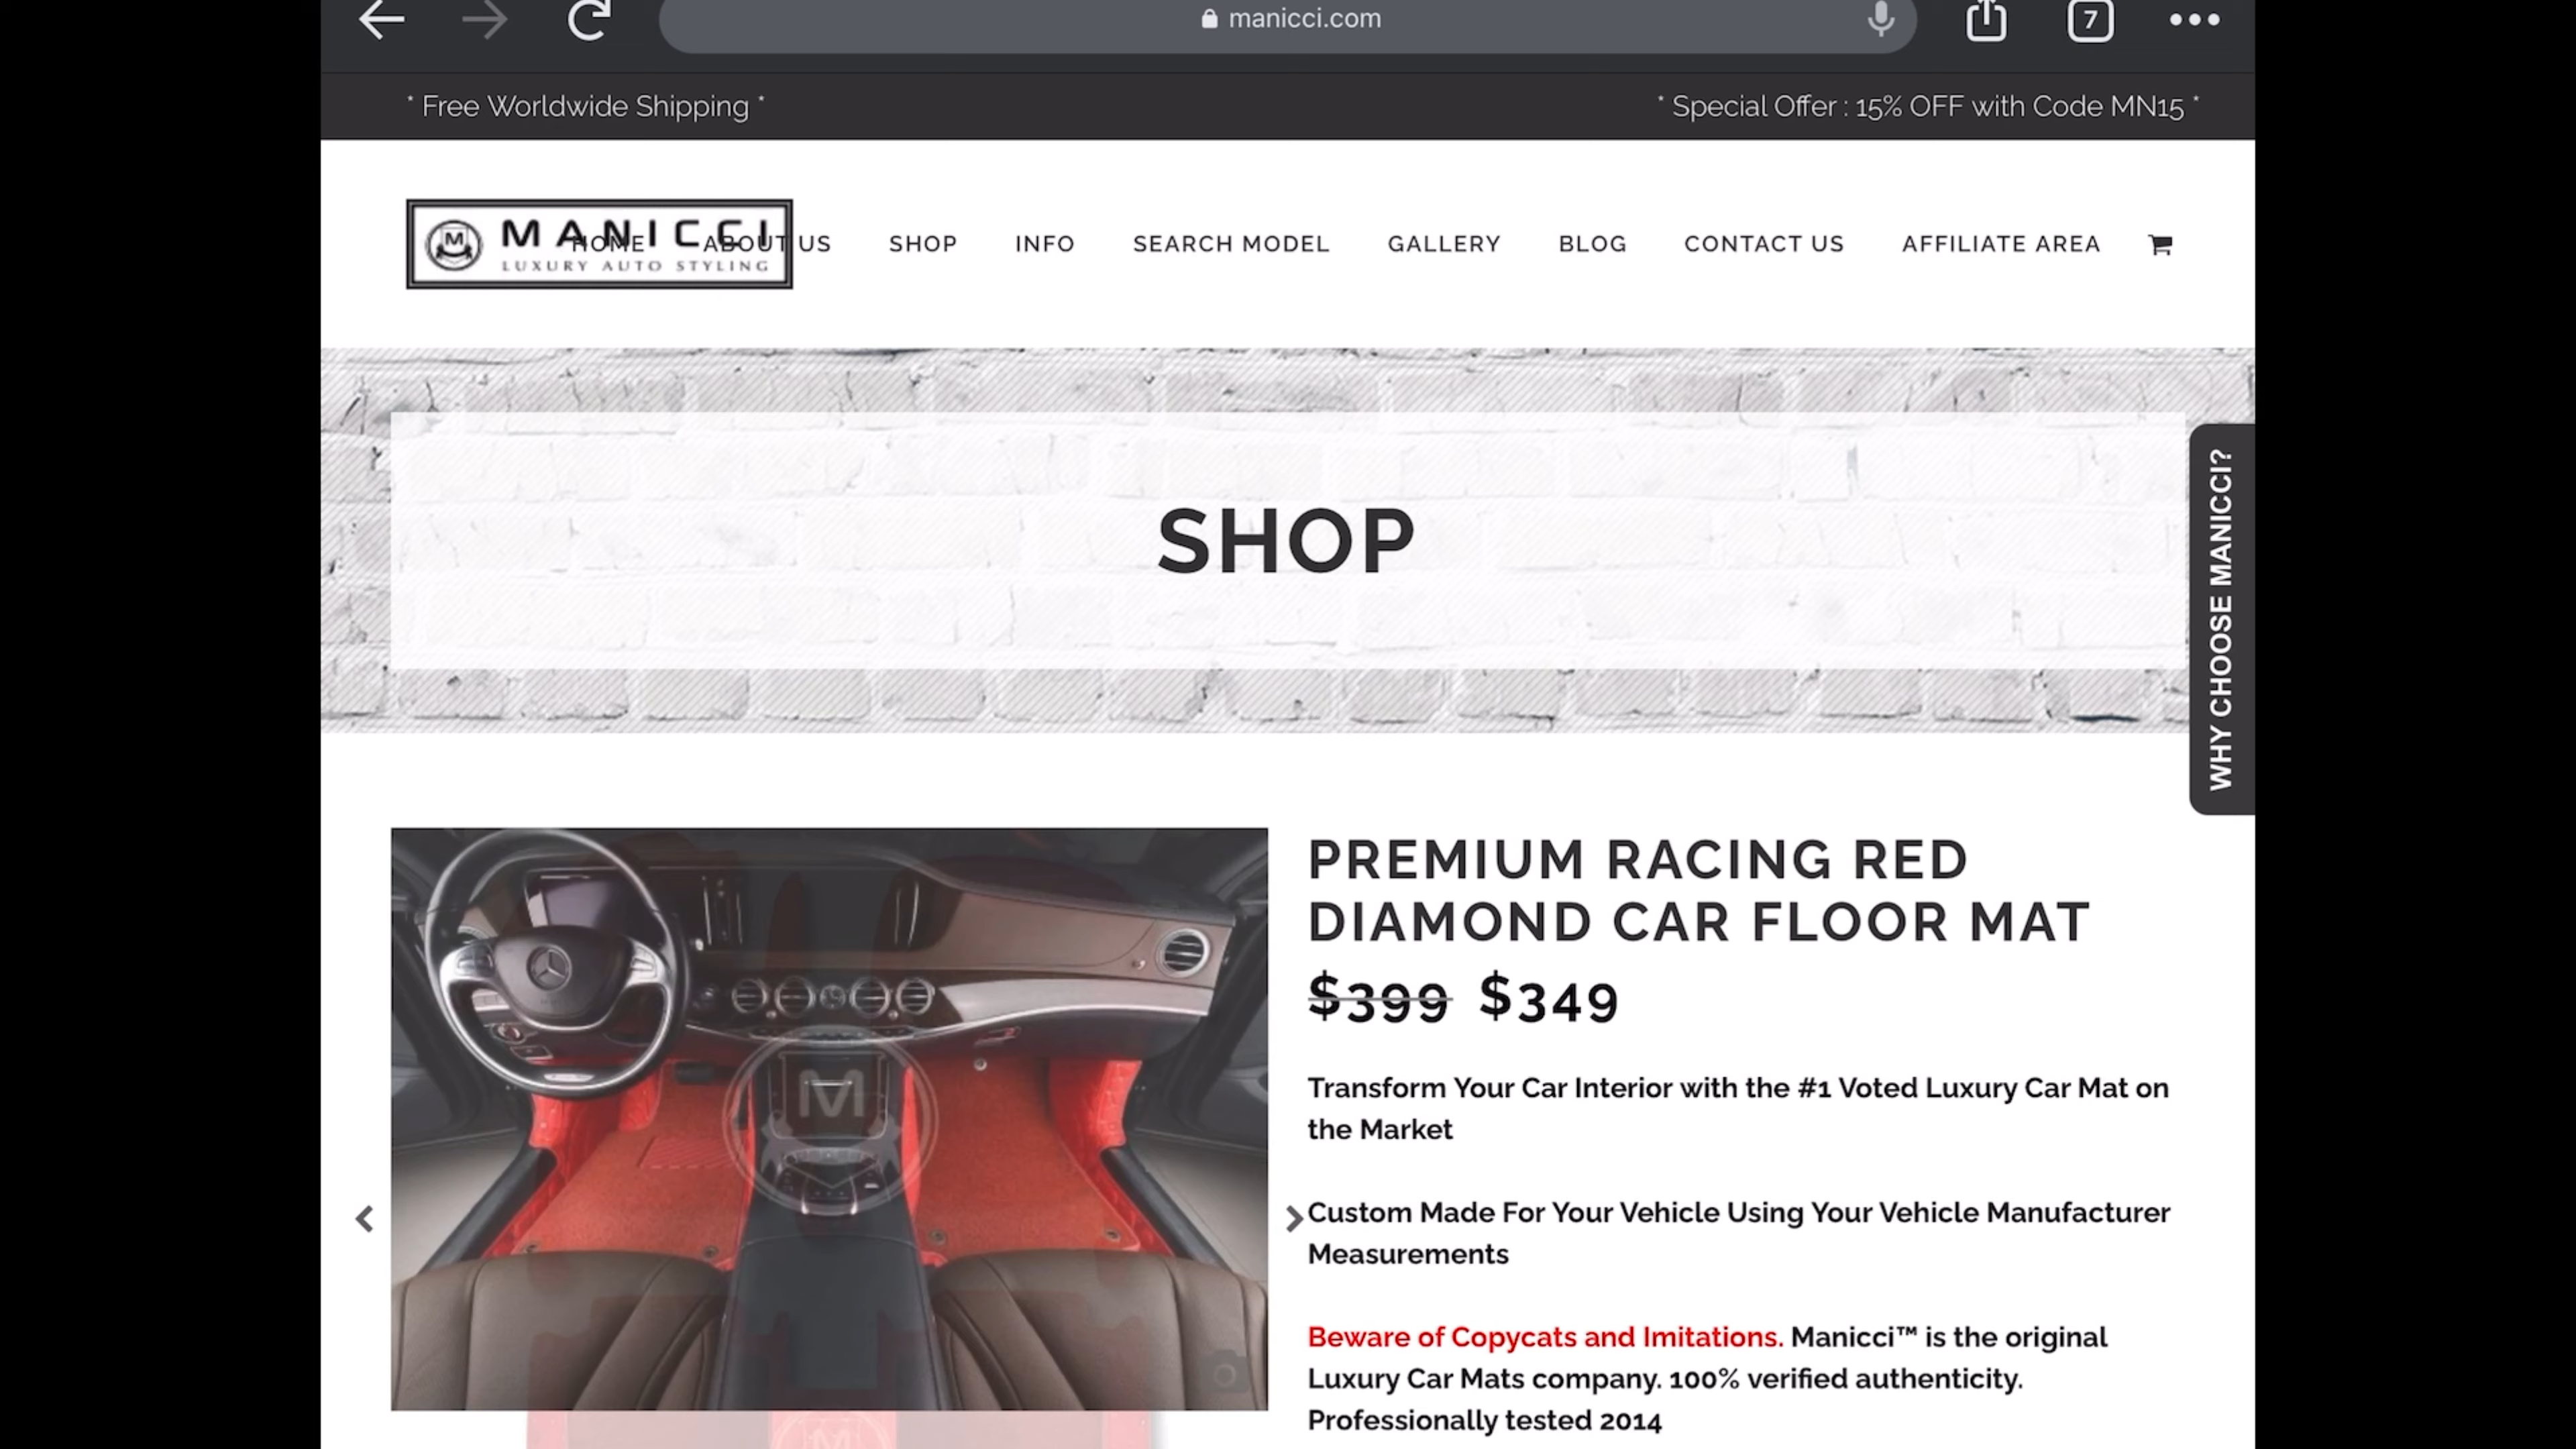 manicci.com
7
* Free Worldwide Shipping *
* Special Offer : 15% OFF with Code MN15 *
MANICCI
LUXURY AUTO STYLING
HOME ABOUT US SHOP INFO SEARCH MODEL GALLERY BLOG CONTACT US AFFILIATE AREA
SHOP
WHY CHOOSE MANICCI?
PREMIUM RACING RED
DIAMOND CAR FLOOR MAT
$399 $349
Transform Your Car Interior with the #1 Voted Luxury Car Mat on
the Market
Custom Made For Your Vehicle Using Your Vehicle Manufacturer
Measurements
Beware of Copycats and Imitations. Manicci™ is the original
Luxury Car Mats company. 100% verified authenticity.
Professionally tested 2014
M